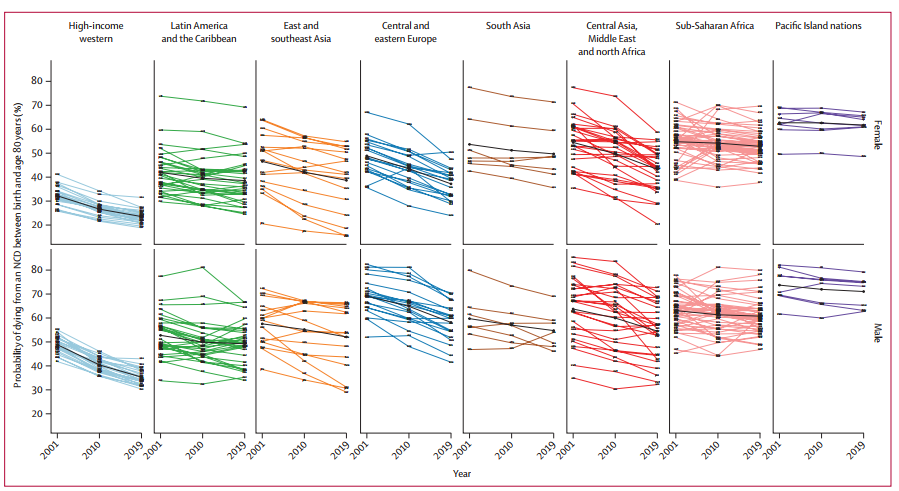 High-income
western
Latin America
and the Caribbean
East and
southeast Asia
Central and
eastern Europe
South Asia
Central Asia,
Middle East
and north Africa
Sub-Saharan Africa
Pacific Island nations
Probability of dying from an NCD between birth and age 80 years (%)
80
70
60
50
40
30
20
Female
80
70
60
50
40
30
20
Male
2001 2010 2019 2001 2010 2019 2001 2010 2019 2001 2010 2019 2001 2010 2019 2001 2010 2019 2001 2010 2019 2001 2010 2019
Year